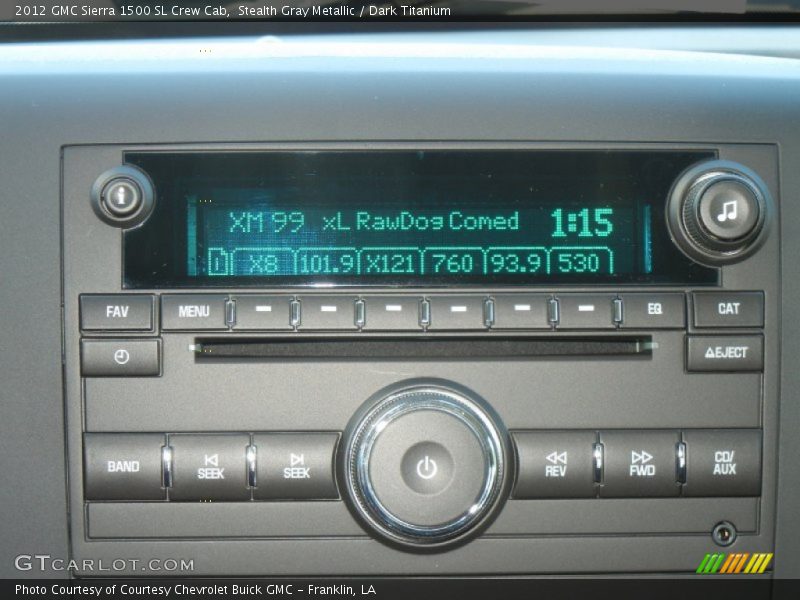 2012 GMC Sierra 1500 SL Crew Cab, Stealth Gray Metallic / Dark Titanium
i
XM 99 xL RawDog Comed 1:15
X8 101.9 X121 760 93.9 530
FAV MENU EQ CAT
EJECT
BAND SEEK SEEK REV FWD CD/
AUX
GTCARLOT.COM
Photo Courtesy of Courtesy Chevrolet Buick GMC - Franklin, LA